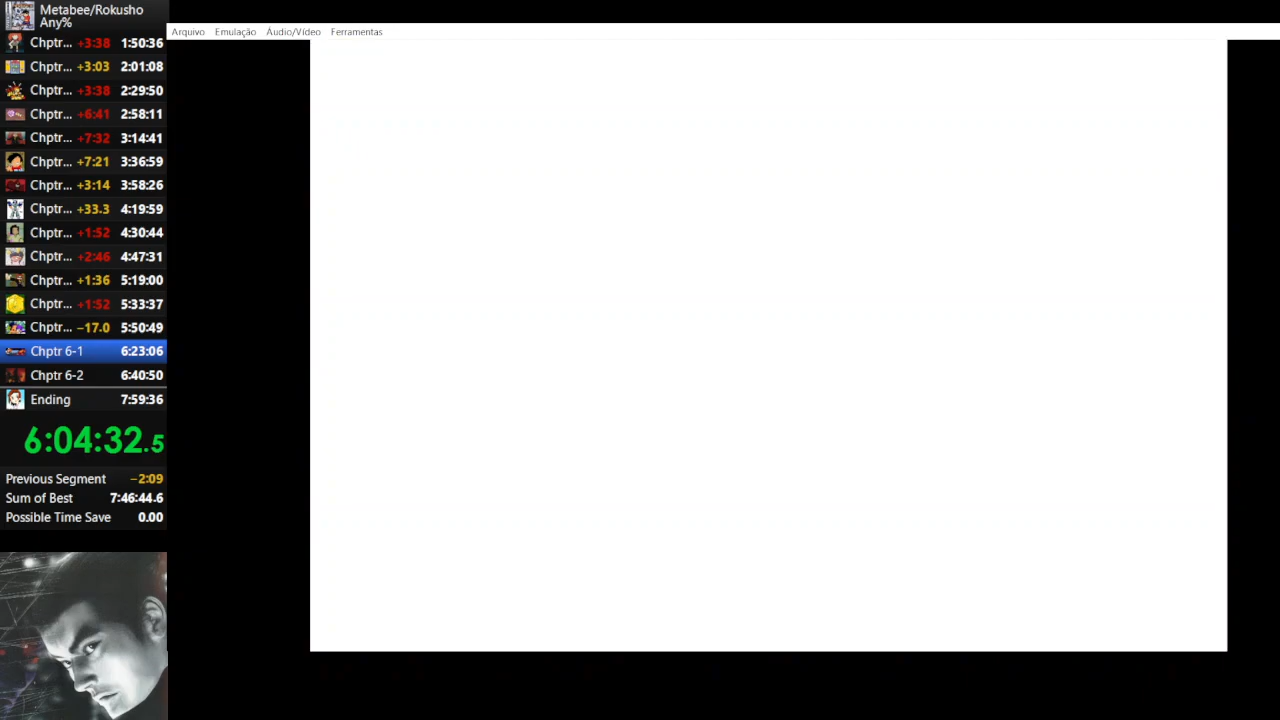 Metabee/Rokusho
Any%
Arquivo Emulação Áudio/Vídeo Ferramentas
Chptr... +3:38 1:50:36
Chptr... +3:03 2:01:08
Chptr... +3:38 2:29:50
Chptr... +6:41 2:58:11
Chptr... +7:32 3:14:41
Chptr... +7:21 3:36:59
Chptr... +3:14 3:58:26
Chptr... +33.3 4:19:59
Chptr... +1:52 4:30:44
Chptr... +2:46 4:47:31
Chptr... +1:36 5:19:00
Chptr... +1:52 5:33:37
Chptr... −17.0 5:50:49
Chptr 6-1 6:23:06
Chptr 6-2 6:40:50
Ending 7:59:36
6:04:32.5
Previous Segment −2:09
Sum of Best 7:46:44.6
Possible Time Save 0.00